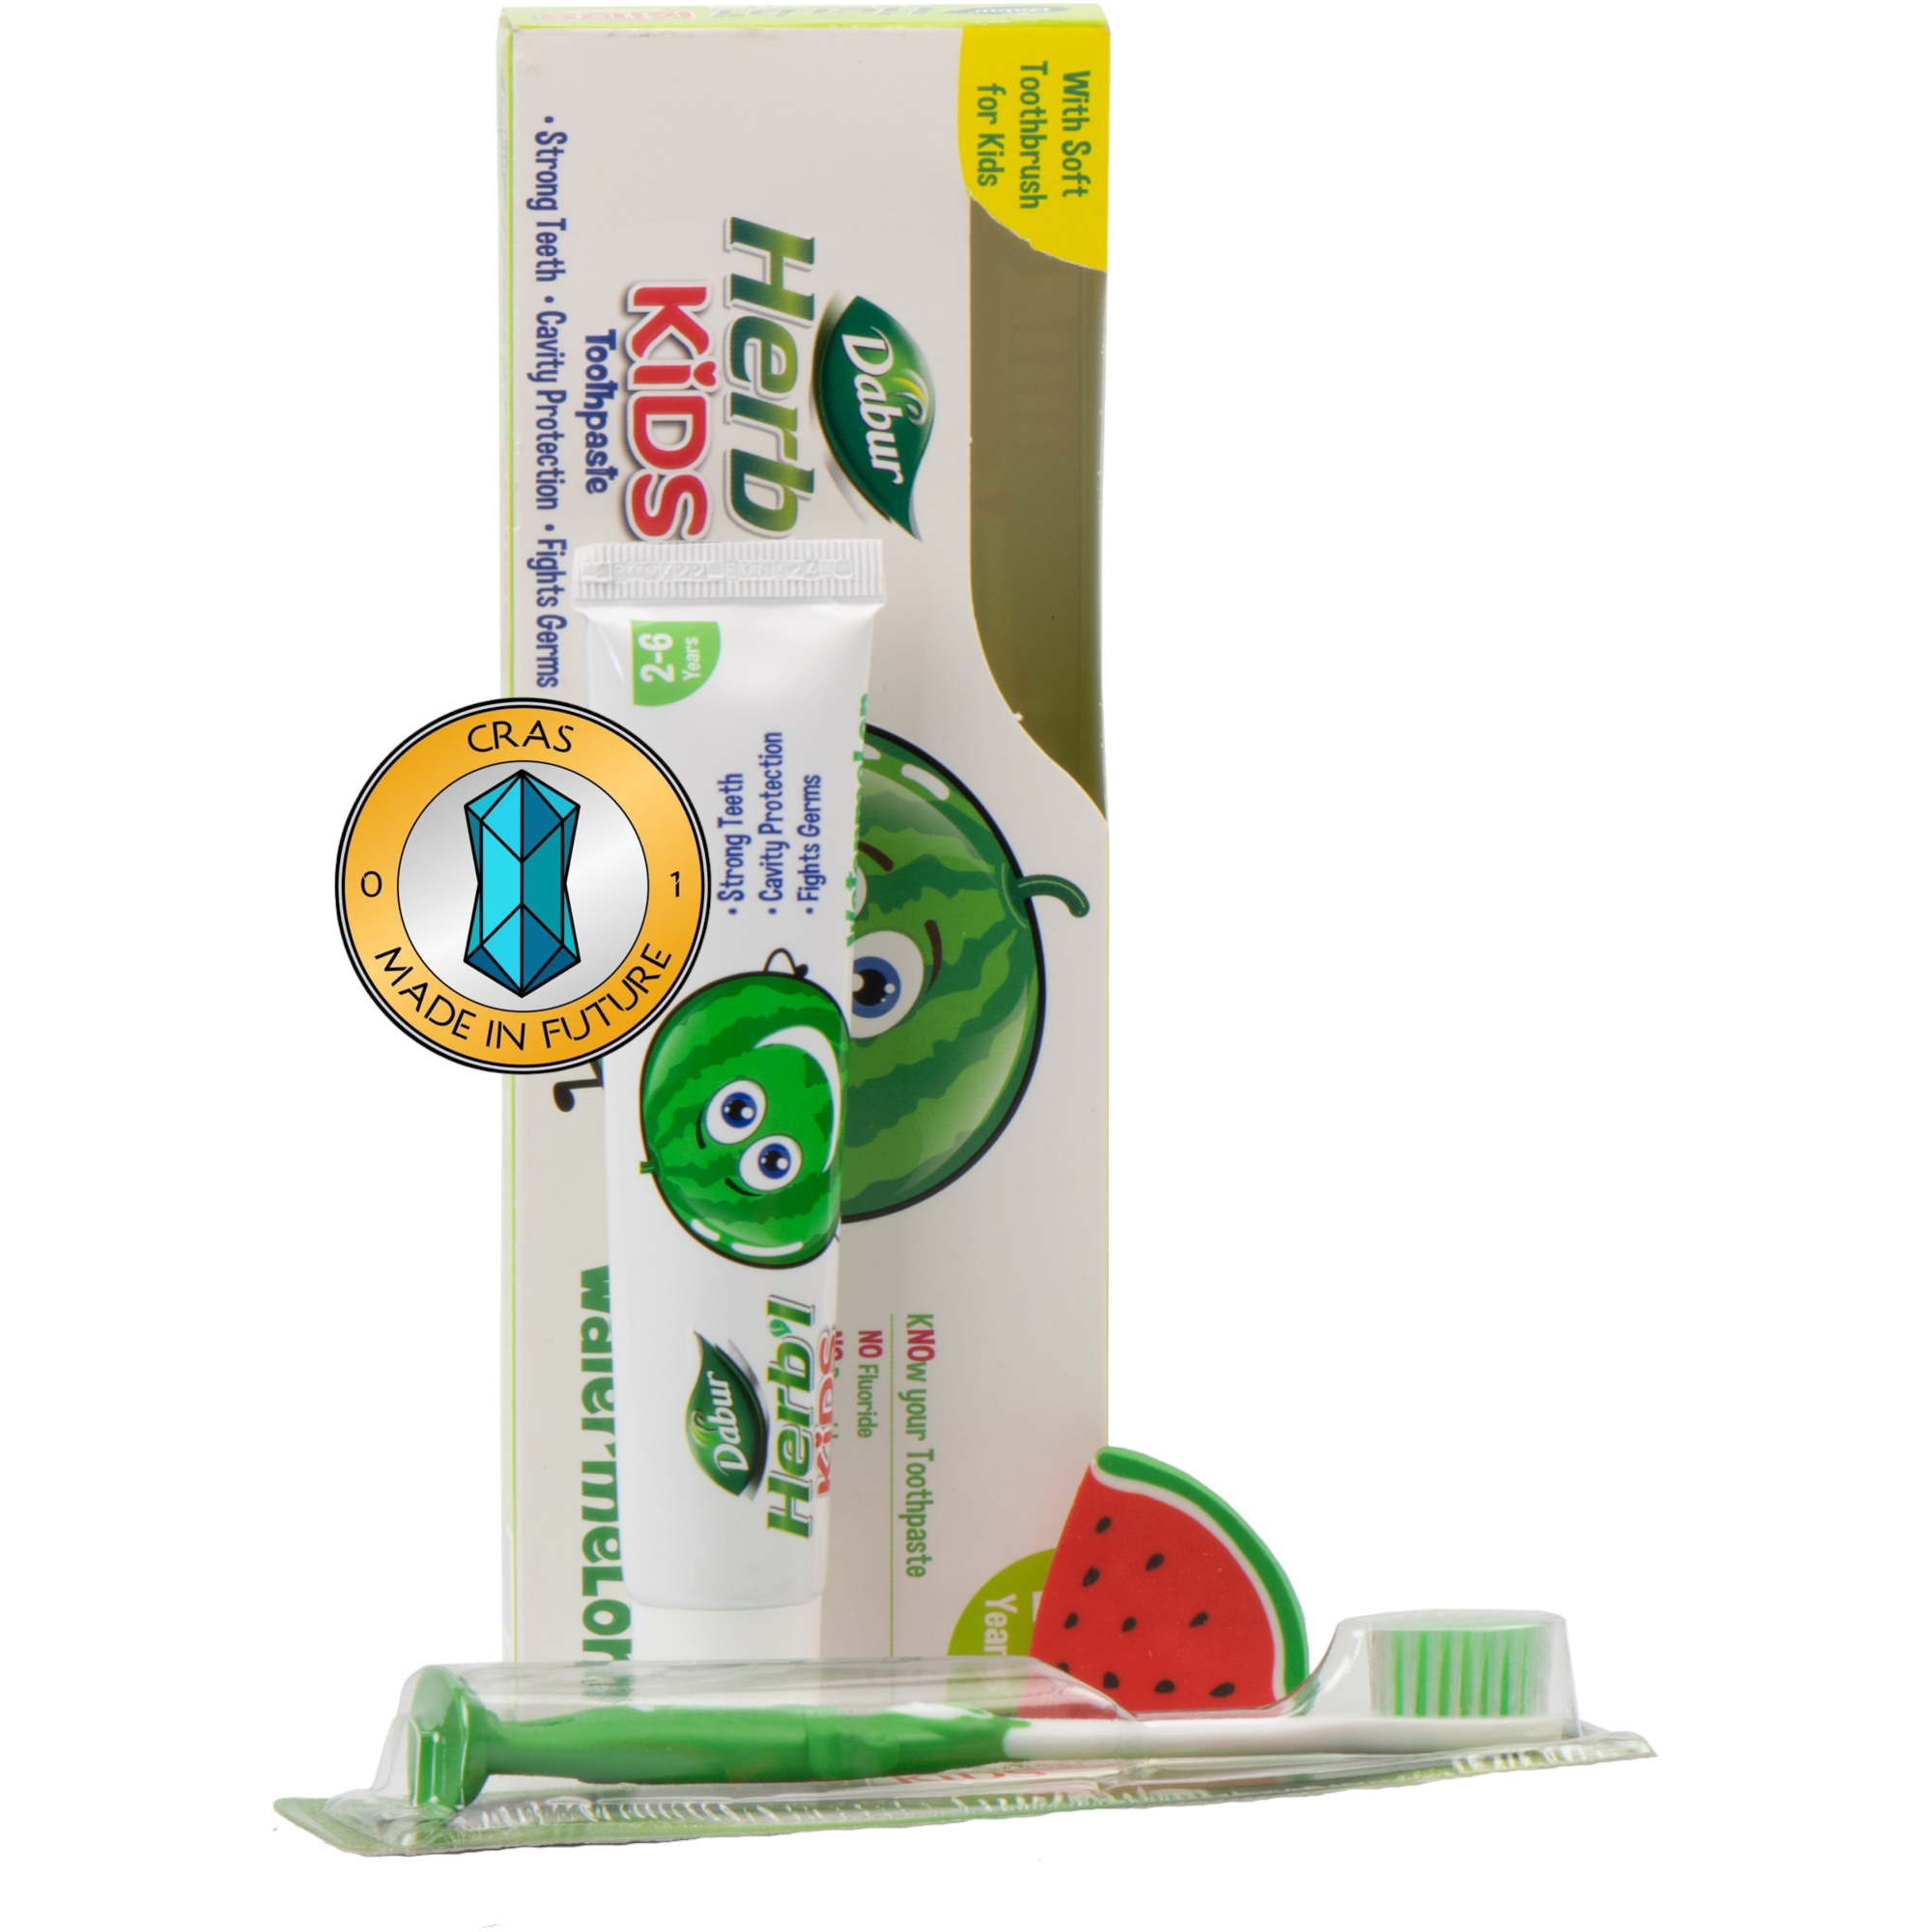 With Soft
Toothbrush
for Kids
Dabur
Herb
KiDS
Toothpaste
• Strong Teeth • Cavity Protection • Fights Germs
2-6
Years
• Strong Teeth
• Cavity Protection
• Fights Germs
Dabur
Herb'l
KiDS
CRAS
0 1
MADE IN FUTURE
KNOw your Toothpaste
NO Fluoride